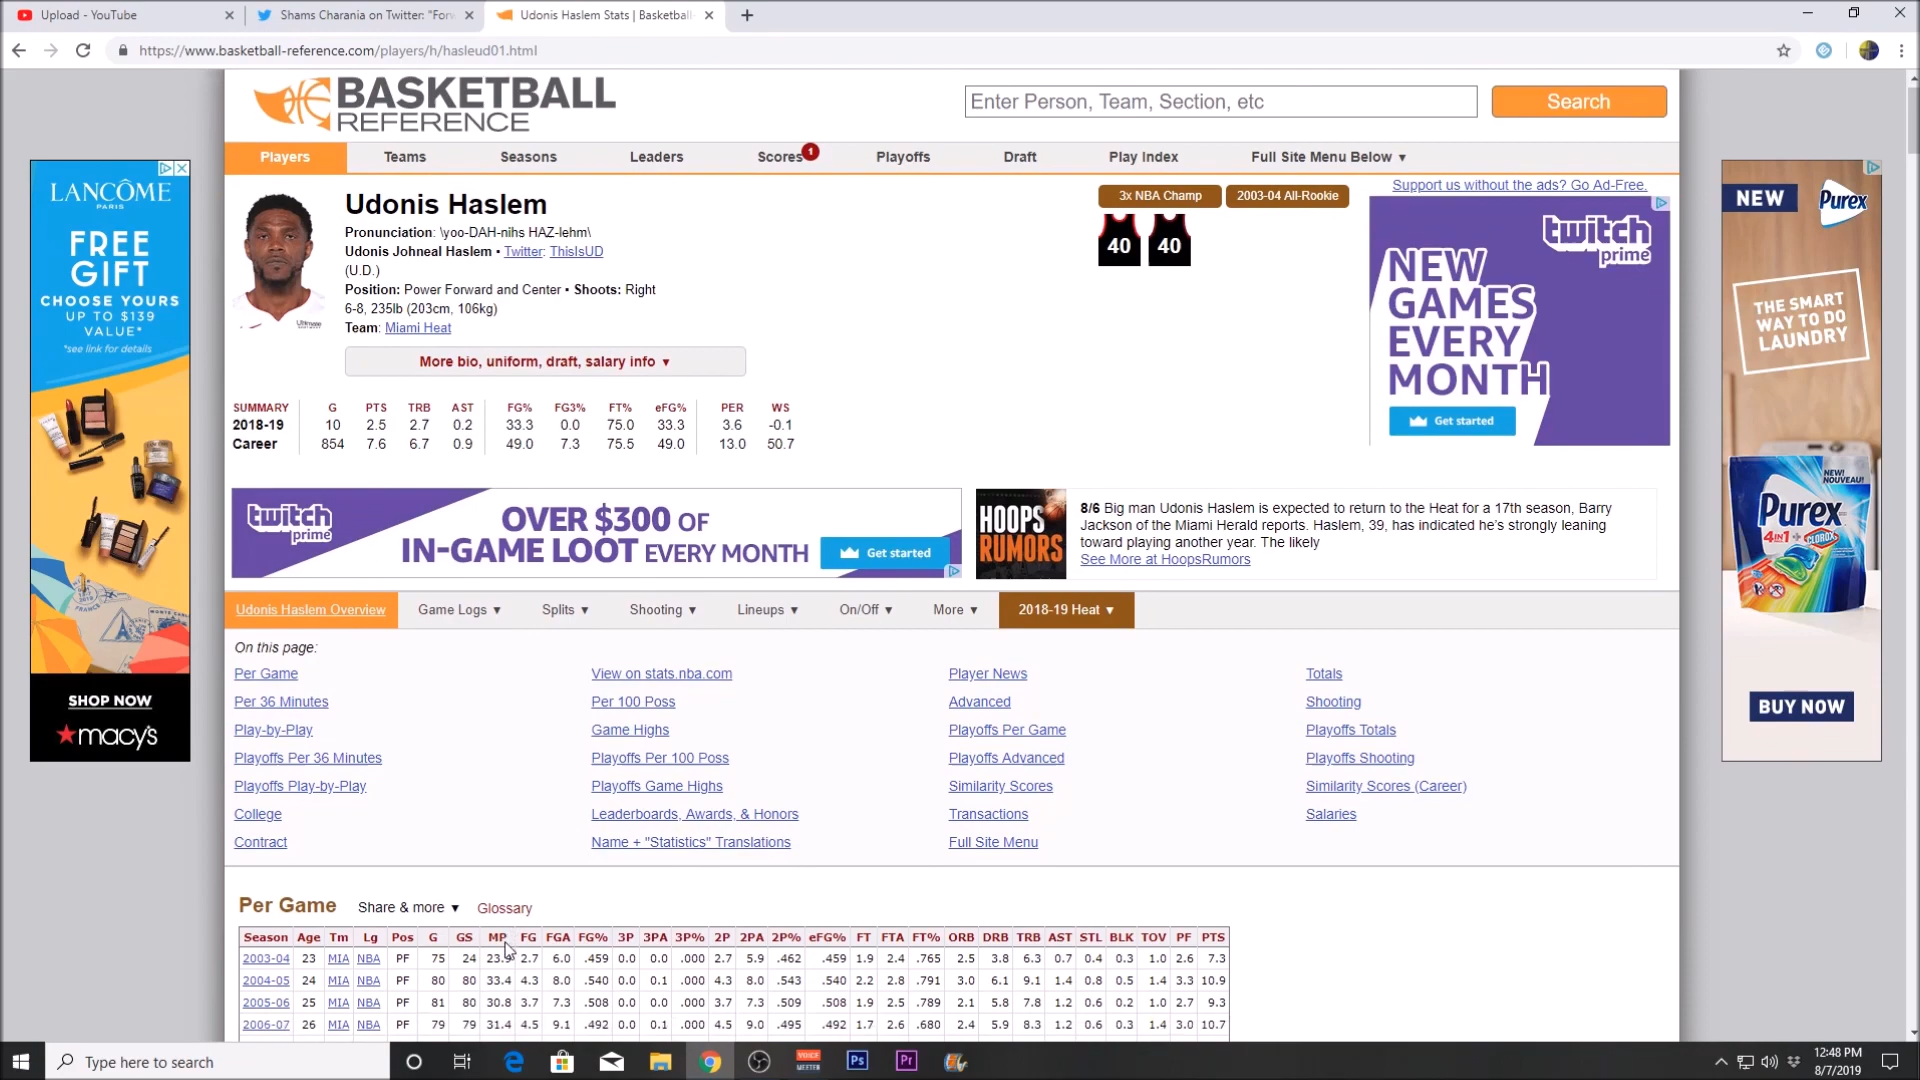 Upload - YouTube
Shams Charania on Twitter: "Forw
Udonis Haslem Stats | Basketball-
https://www.basketball-reference.com/players/h/hasleud01.html
BASKETBALL
REFERENCE
Enter Person, Team, Section, etc
Search
Players Teams Seasons Leaders Scores 1 Playoffs Draft Play Index Full Site Menu Below ▼
LANCÔME
PARIS
FREE
GIFT
CHOOSE YOURS
UP TO $139
VALUE*
*see link for details
SHOP NOW
★macy's
Udonis Haslem
Pronunciation: \yoo-DAH-nihs HAZ-lehm\
Udonis Johneal Haslem • Twitter: ThisIsUD
(U.D.)
Position: Power Forward and Center • Shoots: Right
6-8, 235lb (203cm, 106kg)
Team: Miami Heat
More bio, uniform, draft, salary info ▼
3x NBA Champ
2003-04 All-Rookie
40 40
Support us without the ads? Go Ad-Free.
twitch
prime
NEW
GAMES
EVERY
MONTH
Get started
NEW Purex
THE SMART
WAY TO DO
LAUNDRY
NEW!
NOUVEAU!
Purex
4IN1 + CLOROX
BUY NOW
SUMMARY G PTS TRB AST FG% FG3% FT% eFG% PER WS
2018-19 10 2.5 2.7 0.2 33.3 0.0 75.0 33.3 3.6 -0.1
Career 854 7.6 6.7 0.9 49.0 7.3 75.5 49.0 13.0 50.7
twitch
prime
OVER $300 OF
IN-GAME LOOT EVERY MONTH
Get started
HOOPS
RUMORS
8/6 Big man Udonis Haslem is expected to return to the Heat for a 17th season, Barry
Jackson of the Miami Herald reports. Haslem, 39, has indicated he's strongly leaning
toward playing another year. The likely
See More at HoopsRumors
Udonis Haslem Overview Game Logs ▼ Splits ▼ Shooting ▼ Lineups ▼ On/Off ▼ More ▼ 2018-19 Heat ▼
On this page:
Per Game View on stats.nba.com Player News Totals
Per 36 Minutes Per 100 Poss Advanced Shooting
Play-by-Play Game Highs Playoffs Per Game Playoffs Totals
Playoffs Per 36 Minutes Playoffs Per 100 Poss Playoffs Advanced Playoffs Shooting
Playoffs Play-by-Play Playoffs Game Highs Similarity Scores Similarity Scores (Career)
College Leaderboards, Awards, & Honors Transactions Salaries
Contract Name + "Statistics" Translations Full Site Menu
Per Game Share & more ▼ Glossary
Season Age Tm Lg Pos G GS MP FG FGA FG% 3P 3PA 3P% 2P 2PA 2P% eFG% FT FTA FT% ORB DRB TRB AST STL BLK TOV PF PTS
2003-04 23 MIA NBA PF 75 24 2.7 6.0 .459 0.0 0.0 .000 2.7 5.9 .462 .459 1.9 2.4 .765 2.5 3.8 6.3 0.7 0.4 0.3 1.0 2.6 7.3
2004-05 24 MIA NBA PF 80 80 33.4 4.3 8.0 .540 0.0 0.1 .000 4.3 8.0 .543 .540 2.2 2.8 .791 3.0 6.1 9.1 1.4 0.8 0.5 1.4 3.3 10.9
2005-06 25 MIA NBA PF 81 81 30.8 3.7 7.3 .508 0.0 0.0 .000 3.7 7.3 .509 .508 1.9 2.5 .789 2.1 5.8 7.8 1.2 0.6 0.2 1.0 2.7 9.3
2006-07 26 MIA NBA PF 79 79 31.4 4.5 9.1 .492 0.0 0.1 .000 4.5 9.0 .495 .492 1.7 2.6 .680 2.4 5.9 8.3 1.2 0.6 0.3 1.4 3.0 10.7
Type here to search
Ps
Pr
12:48 PM
8/7/2019